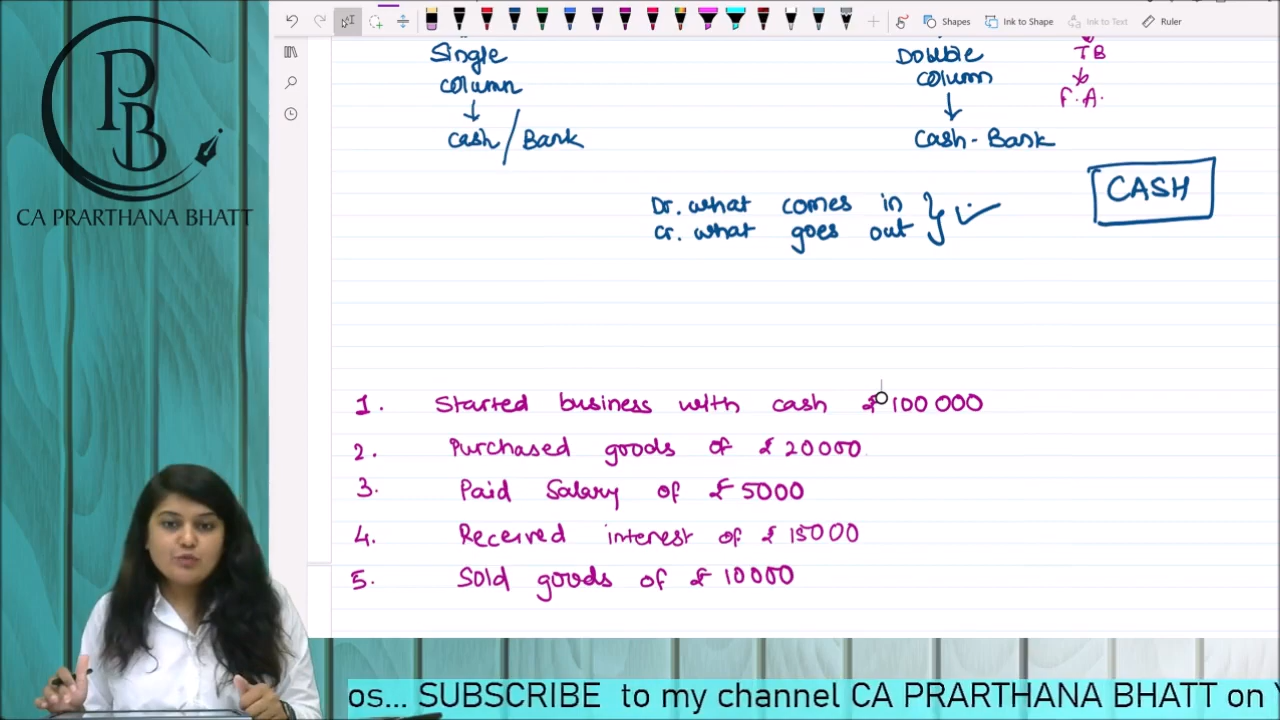 Shapes
Ink to Shape
Ink to Text
Ruler
PB
CA PRARTHANA BHATT
Single
column
↓
cash / Bank
Double
column
↓
Cash - Bank
TB
↓
F.A.
Dr. what comes in
cr. what goes out
CASH
1. Started business with cash £ 100 000
2. Purchased goods of £ 20000
3. Paid Salary of £ 5000
4. Received interest of £ 15000
5. Sold goods of £ 10000
os... SUBSCRIBE to my channel CA PRARTHANA BHATT on